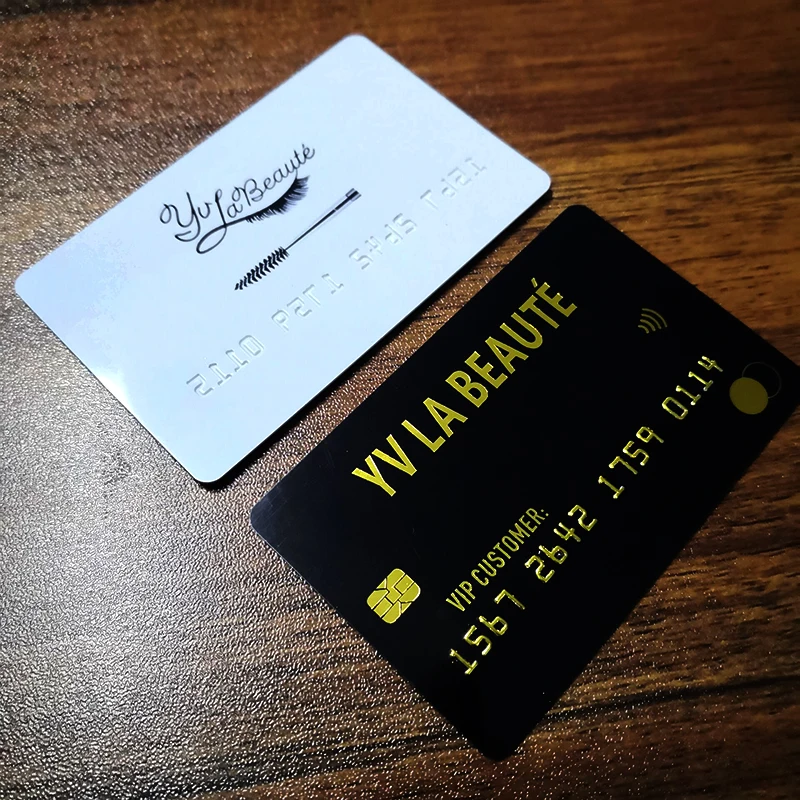 Yv La Beauté
YV LA BEAUTÉ
VIP CUSTOMER:
1567 2642 1759 0114